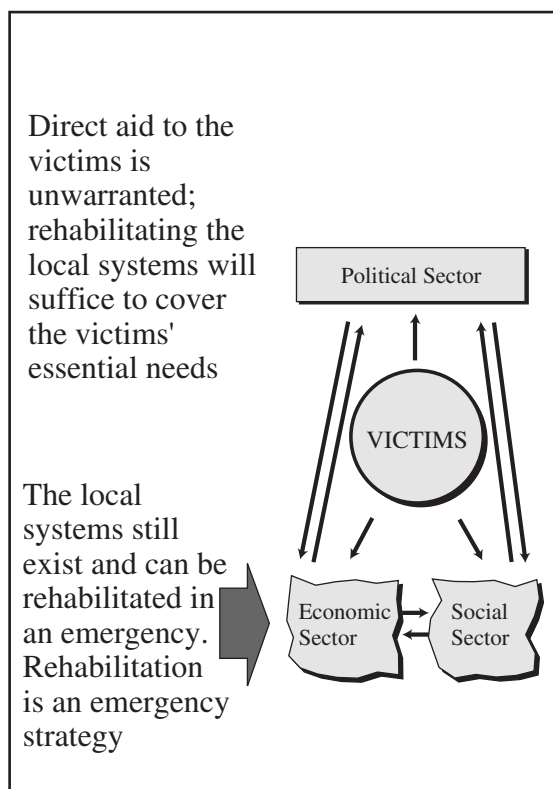 Direct aid to the
victims is
unwarranted;
rehabilitating the
local systems will
suffice to cover
the victims'
essential needs
Political Sector
VICTIMS
The local
systems still
exist and can be
rehabilitated in
an emergency.
Rehabilitation
is an emergency
strategy
Economic
Sector
Social
Sector